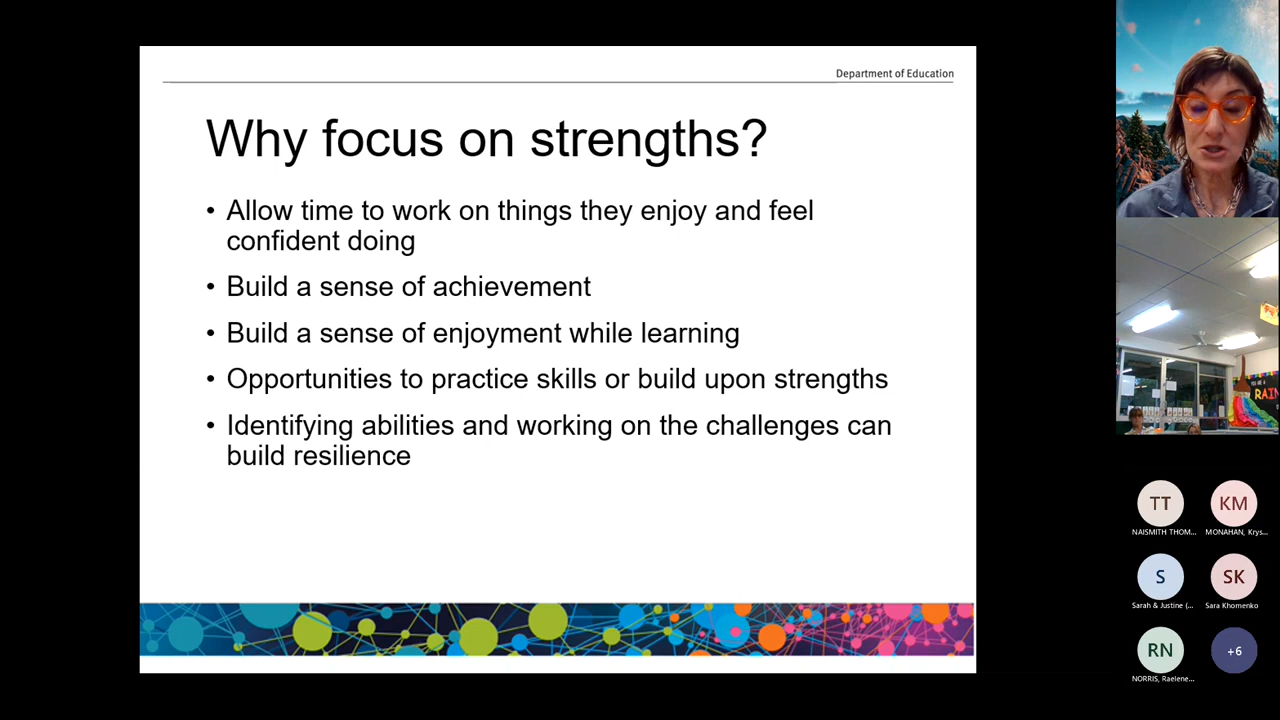 Department of Education
Why focus on strengths?
• Allow time to work on things they enjoy and feel
confident doing
• Build a sense of achievement
• Build a sense of enjoyment while learning
• Opportunities to practice skills or build upon strengths
• Identifying abilities and working on the challenges can
build resilience
RAIN
TT
KM
NAISMITH THOM...
MONAHAN, Krys...
S
SK
Sarah & Justine (...
Sara Khomenko
RN
+6
NORRIS, Raelene...